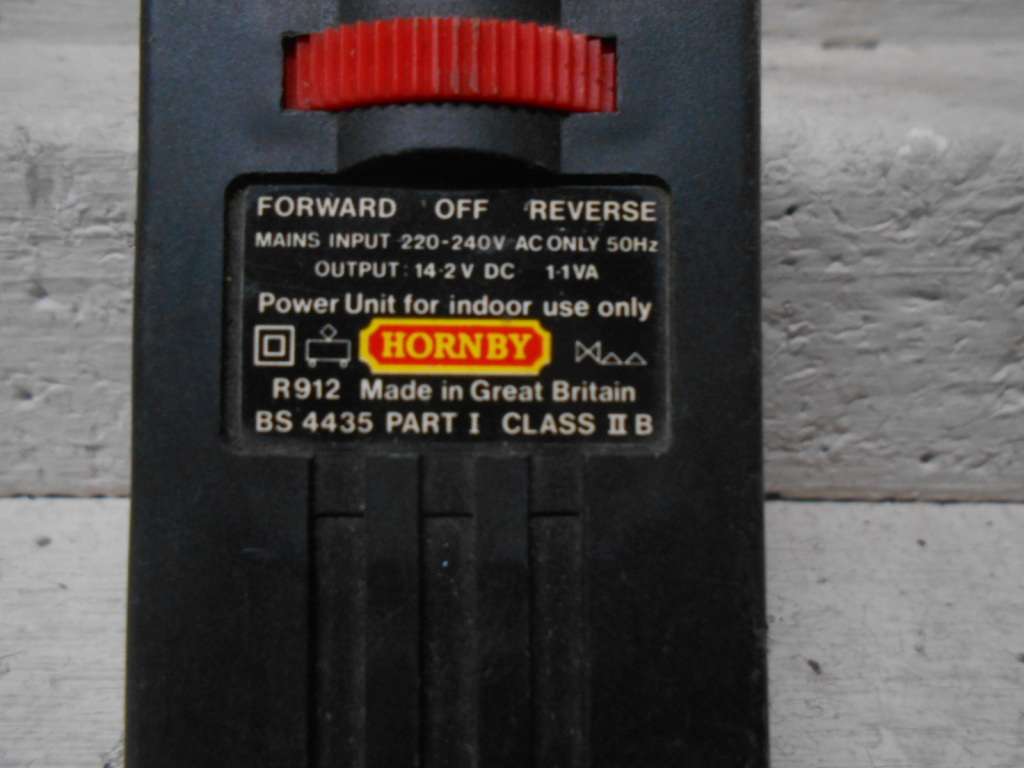 FORWARD OFF REVERSE
MAINS INPUT 220-240V AC ONLY 50Hz
OUTPUT: 14·2 V DC 1·1VA
Power Unit for indoor use only
HORNBY
R912 Made in Great Britain
BS 4435 PART I CLASS II B